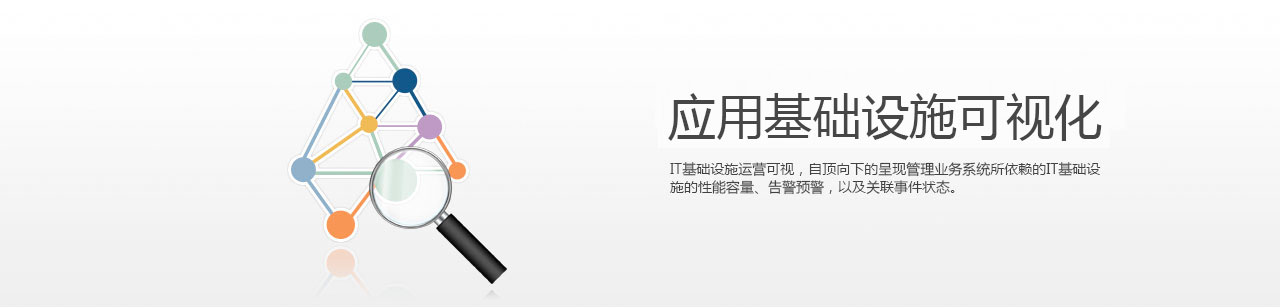 应用基础设施可视化
IT基础设施运营可视，自顶向下的呈现管理业务系统所依赖的IT基础设
施的性能容量、告警预警，以及关联事件状态。